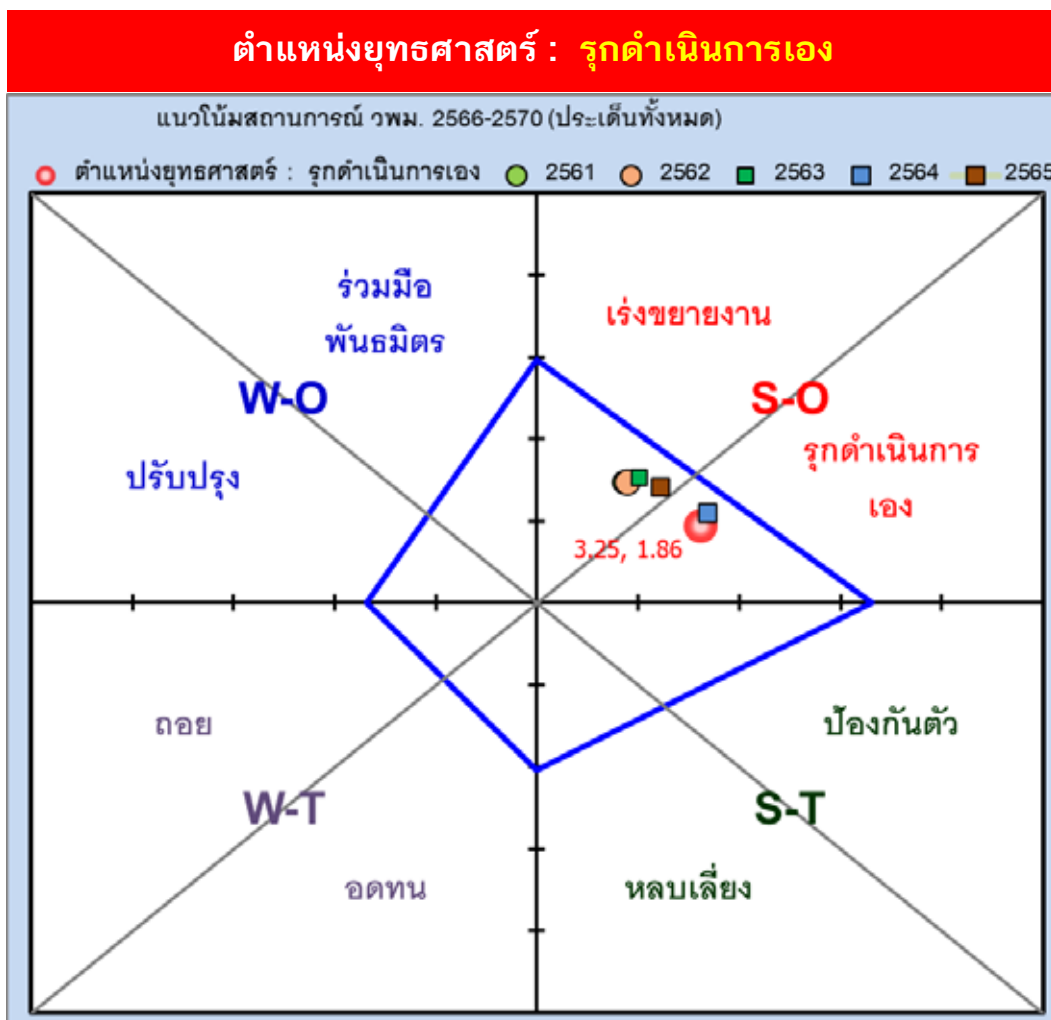 ตำแหน่งยุทธศาสตร์ : รุกดำเนินการเอง
แนวโน้มสถานการณ์ วพม. 2566-2570 (ประเด็นทั้งหมด)
ตำแหน่งยุทธศาสตร์ : รุกดำเนินการเอง 2561 2562 2563 2564 2565
ร่วมมือ
พันธมิตร
เร่งขยายงาน
W-O
S-O
ปรับปรุง
รุกดำเนินการ
เอง
3.25, 1.86
ถอย
ป้องกันตัว
W-T
S-T
อดทน
หลบเลี่ยง